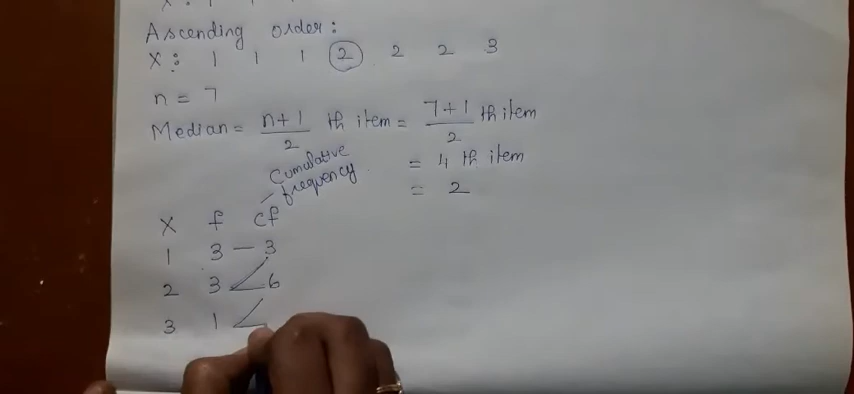 Ascending order:
X: 1 1 1 2 2 2 3
n = 7
Median = n+1/2 th item = 7+1/2 th item
= 4 th item
= 2
Cumulative
frequency
X f cf
1 3 — 3
2 3 6
3 1